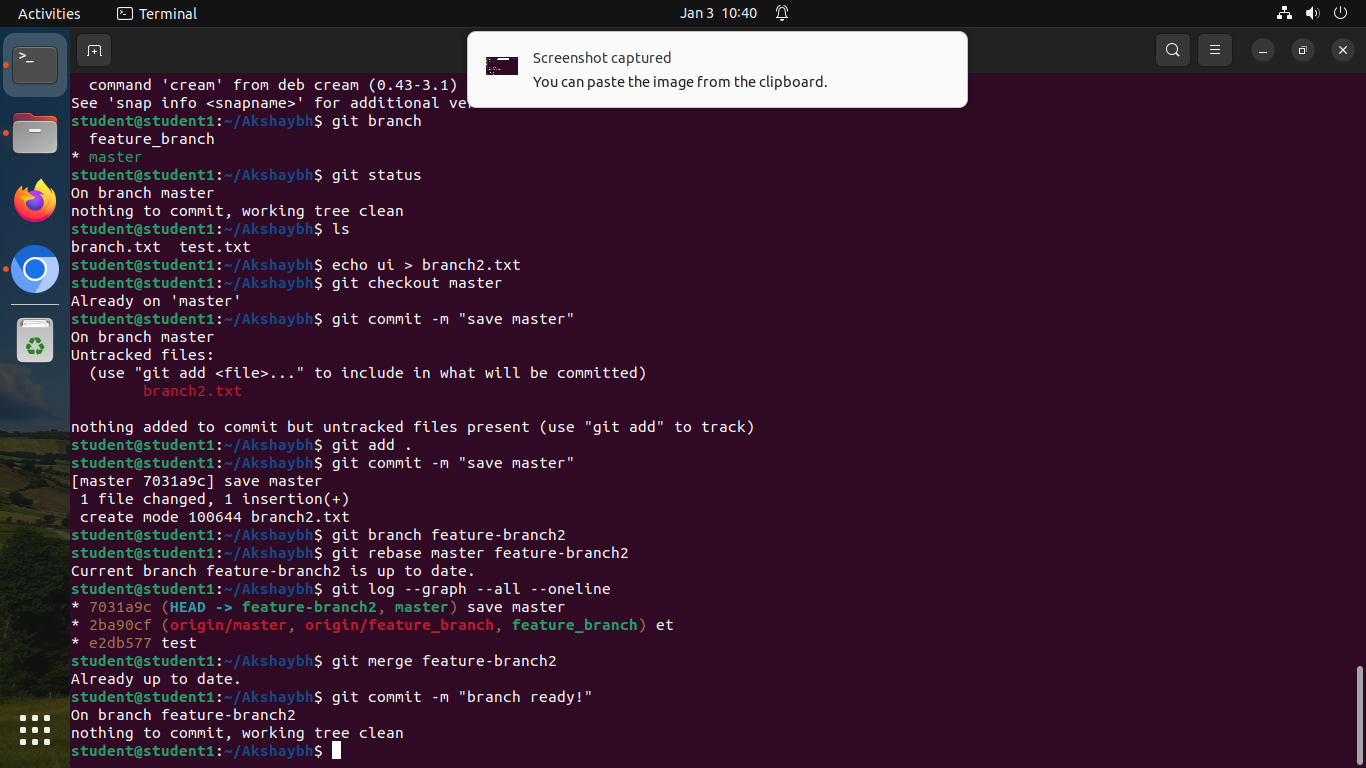 Activities
Terminal
Jan 3 10:40
Screenshot captured
You can paste the image from the clipboard.
  command 'cream' from deb cream (0.43-3.1)
See 'snap info <snapname>' for additional
student@student1:~/Akshaybh$ git branch
  feature_branch
* master
student@student1:~/Akshaybh$ git status
On branch master
nothing to commit, working tree clean
student@student1:~/Akshaybh$ ls
branch.txt  test.txt
student@student1:~/Akshaybh$ echo ui > branch2.txt
student@student1:~/Akshaybh$ git checkout master
Already on 'master'
student@student1:~/Akshaybh$ git commit -m "save master"
On branch master
Untracked files:
  (use "git add <file>..." to include in what will be committed)
        branch2.txt
nothing added to commit but untracked files present (use "git add" to track)
student@student1:~/Akshaybh$ git add .
student@student1:~/Akshaybh$ git commit -m "save master"
[master 7031a9c] save master
 1 file changed, 1 insertion(+)
 create mode 100644 branch2.txt
student@student1:~/Akshaybh$ git branch feature-branch2
student@student1:~/Akshaybh$ git rebase master feature-branch2
Current branch feature-branch2 is up to date.
student@student1:~/Akshaybh$ git log --graph --all --oneline
* 7031a9c (HEAD -> feature-branch2, master) save master
* 2ba90cf (origin/master, origin/feature_branch, feature_branch) et
* e2db577 test
student@student1:~/Akshaybh$ git merge feature-branch2
Already up to date.
student@student1:~/Akshaybh$ git commit -m "branch ready!"
On branch feature-branch2
nothing to commit, working tree clean
student@student1:~/Akshaybh$